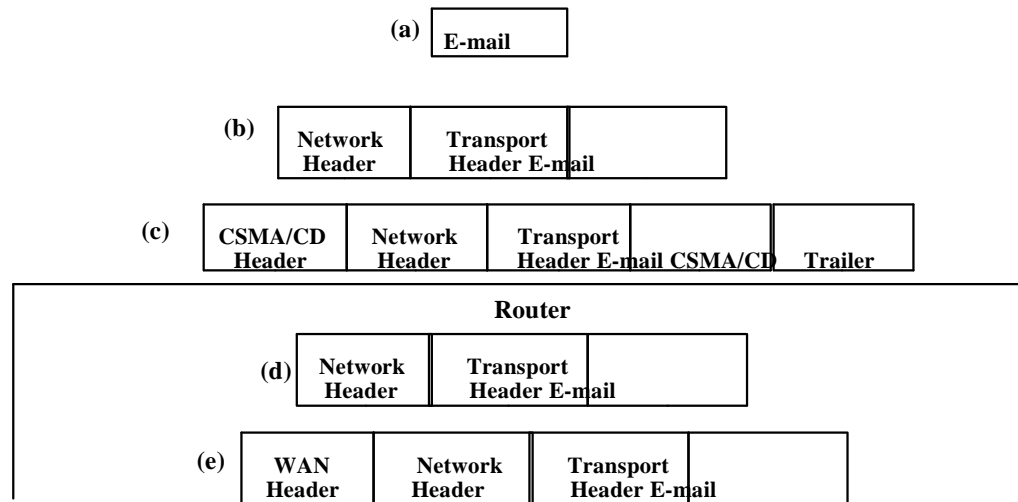 (a) E-mail
(b) Network Transport
Header Header E-mail
(c) CSMA/CD Network Transport
Header Header Header E-mail CSMA/CD Trailer
Router
(d) Network Transport
Header Header E-mail
(e) WAN Network Transport
Header Header Header E-mail